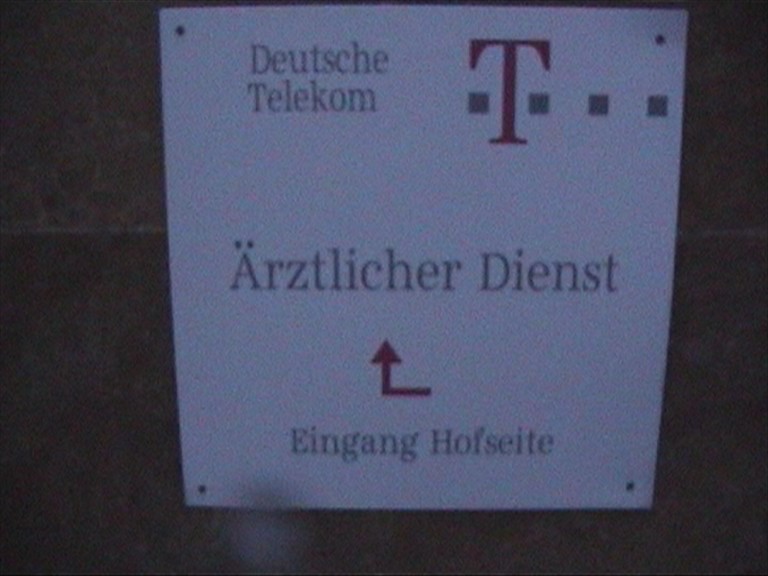 Deutsche
Telekom
T
Ärztlicher Dienst
Eingang Hofseite